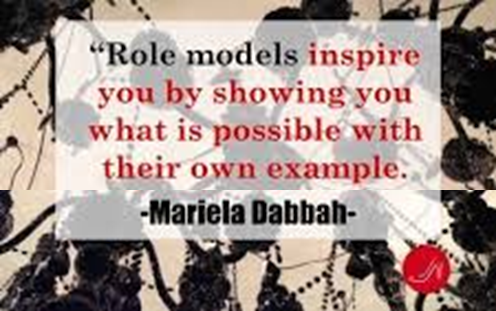 “Role models inspire
you by showing you
what is possible with
their own example.
-Mariela Dabbah-